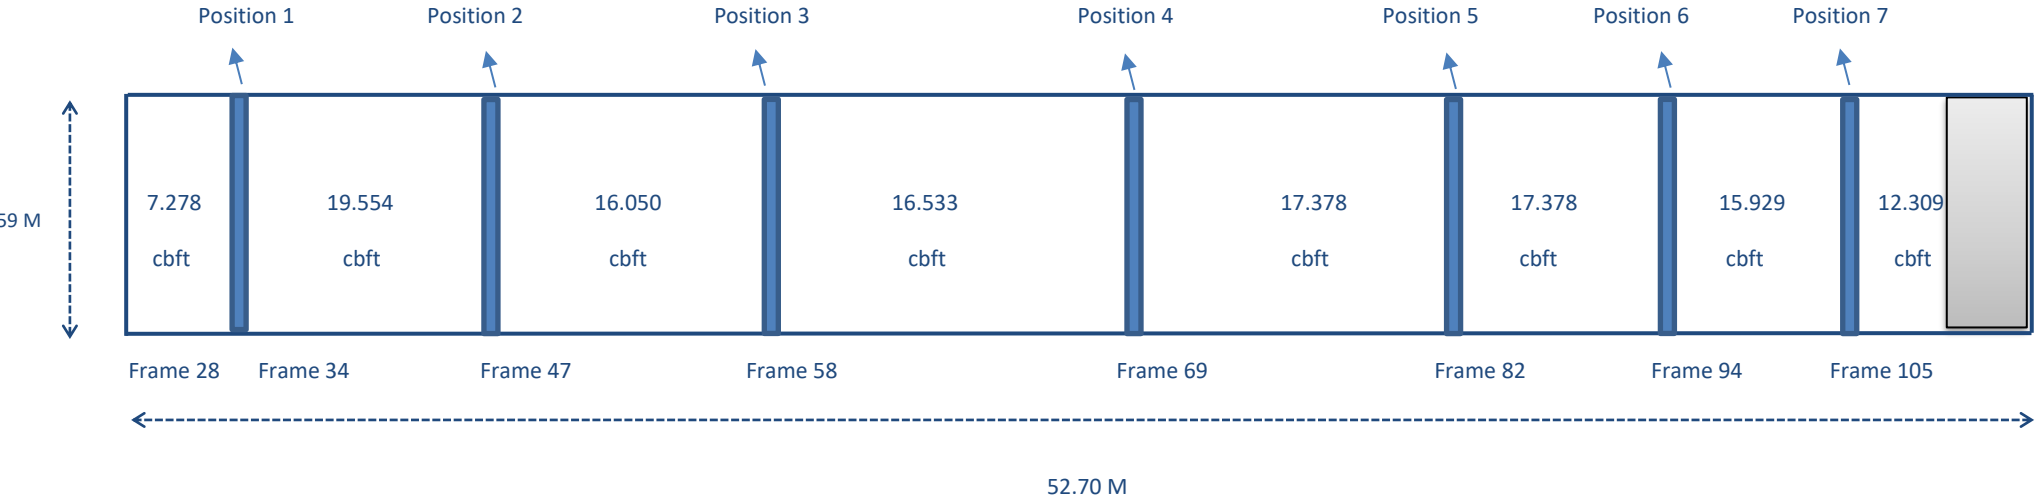 Position 1 Position 2 Position 3 Position 4 Position 5 Position 6 Position 7
7.278 19.554 16.050 16.533 17.378 17.378 15.929 12.309
59 M
cbft cbft cbft cbft cbft cbft cbft cbft
Frame 28 Frame 34 Frame 47 Frame 58 Frame 69 Frame 82 Frame 94 Frame 105
52.70 M